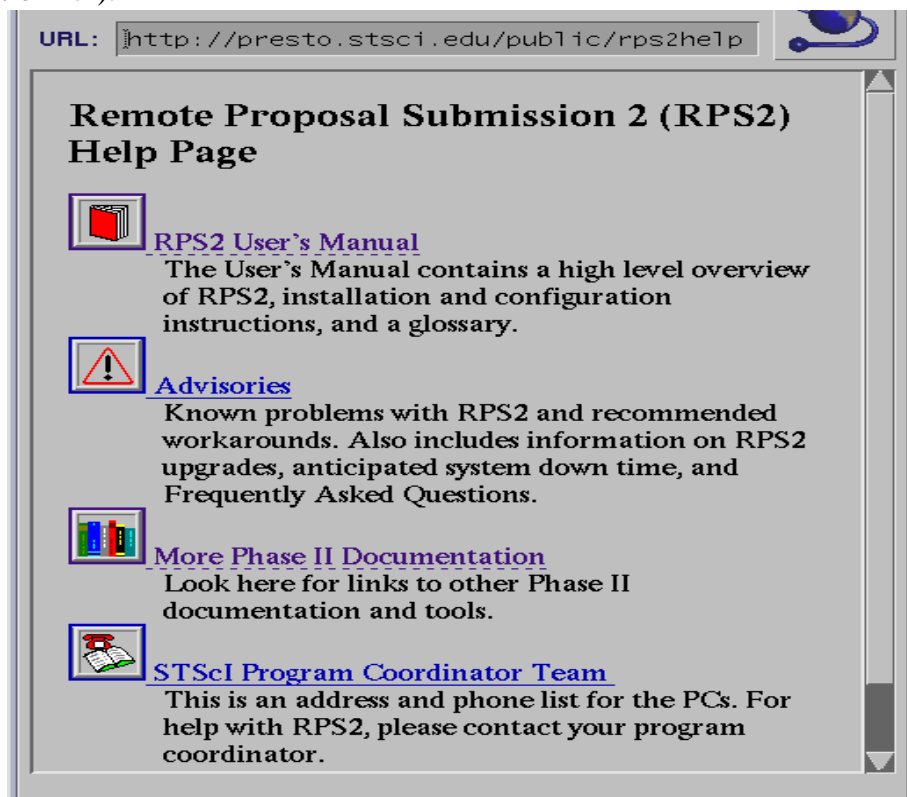 URL: http://presto.stsci.edu/public/rps2help
Remote Proposal Submission 2 (RPS2)
Help Page
RPS2 User's Manual
The User's Manual contains a high level overview
of RPS2, installation and configuration
instructions, and a glossary.
Advisories
Known problems with RPS2 and recommended
workarounds. Also includes information on RPS2
upgrades, anticipated system down time, and
Frequently Asked Questions.
More Phase II Documentation
Look here for links to other Phase II
documentation and tools.
STScI Program Coordinator Team
This is an address and phone list for the PCs. For
help with RPS2, please contact your program
coordinator.